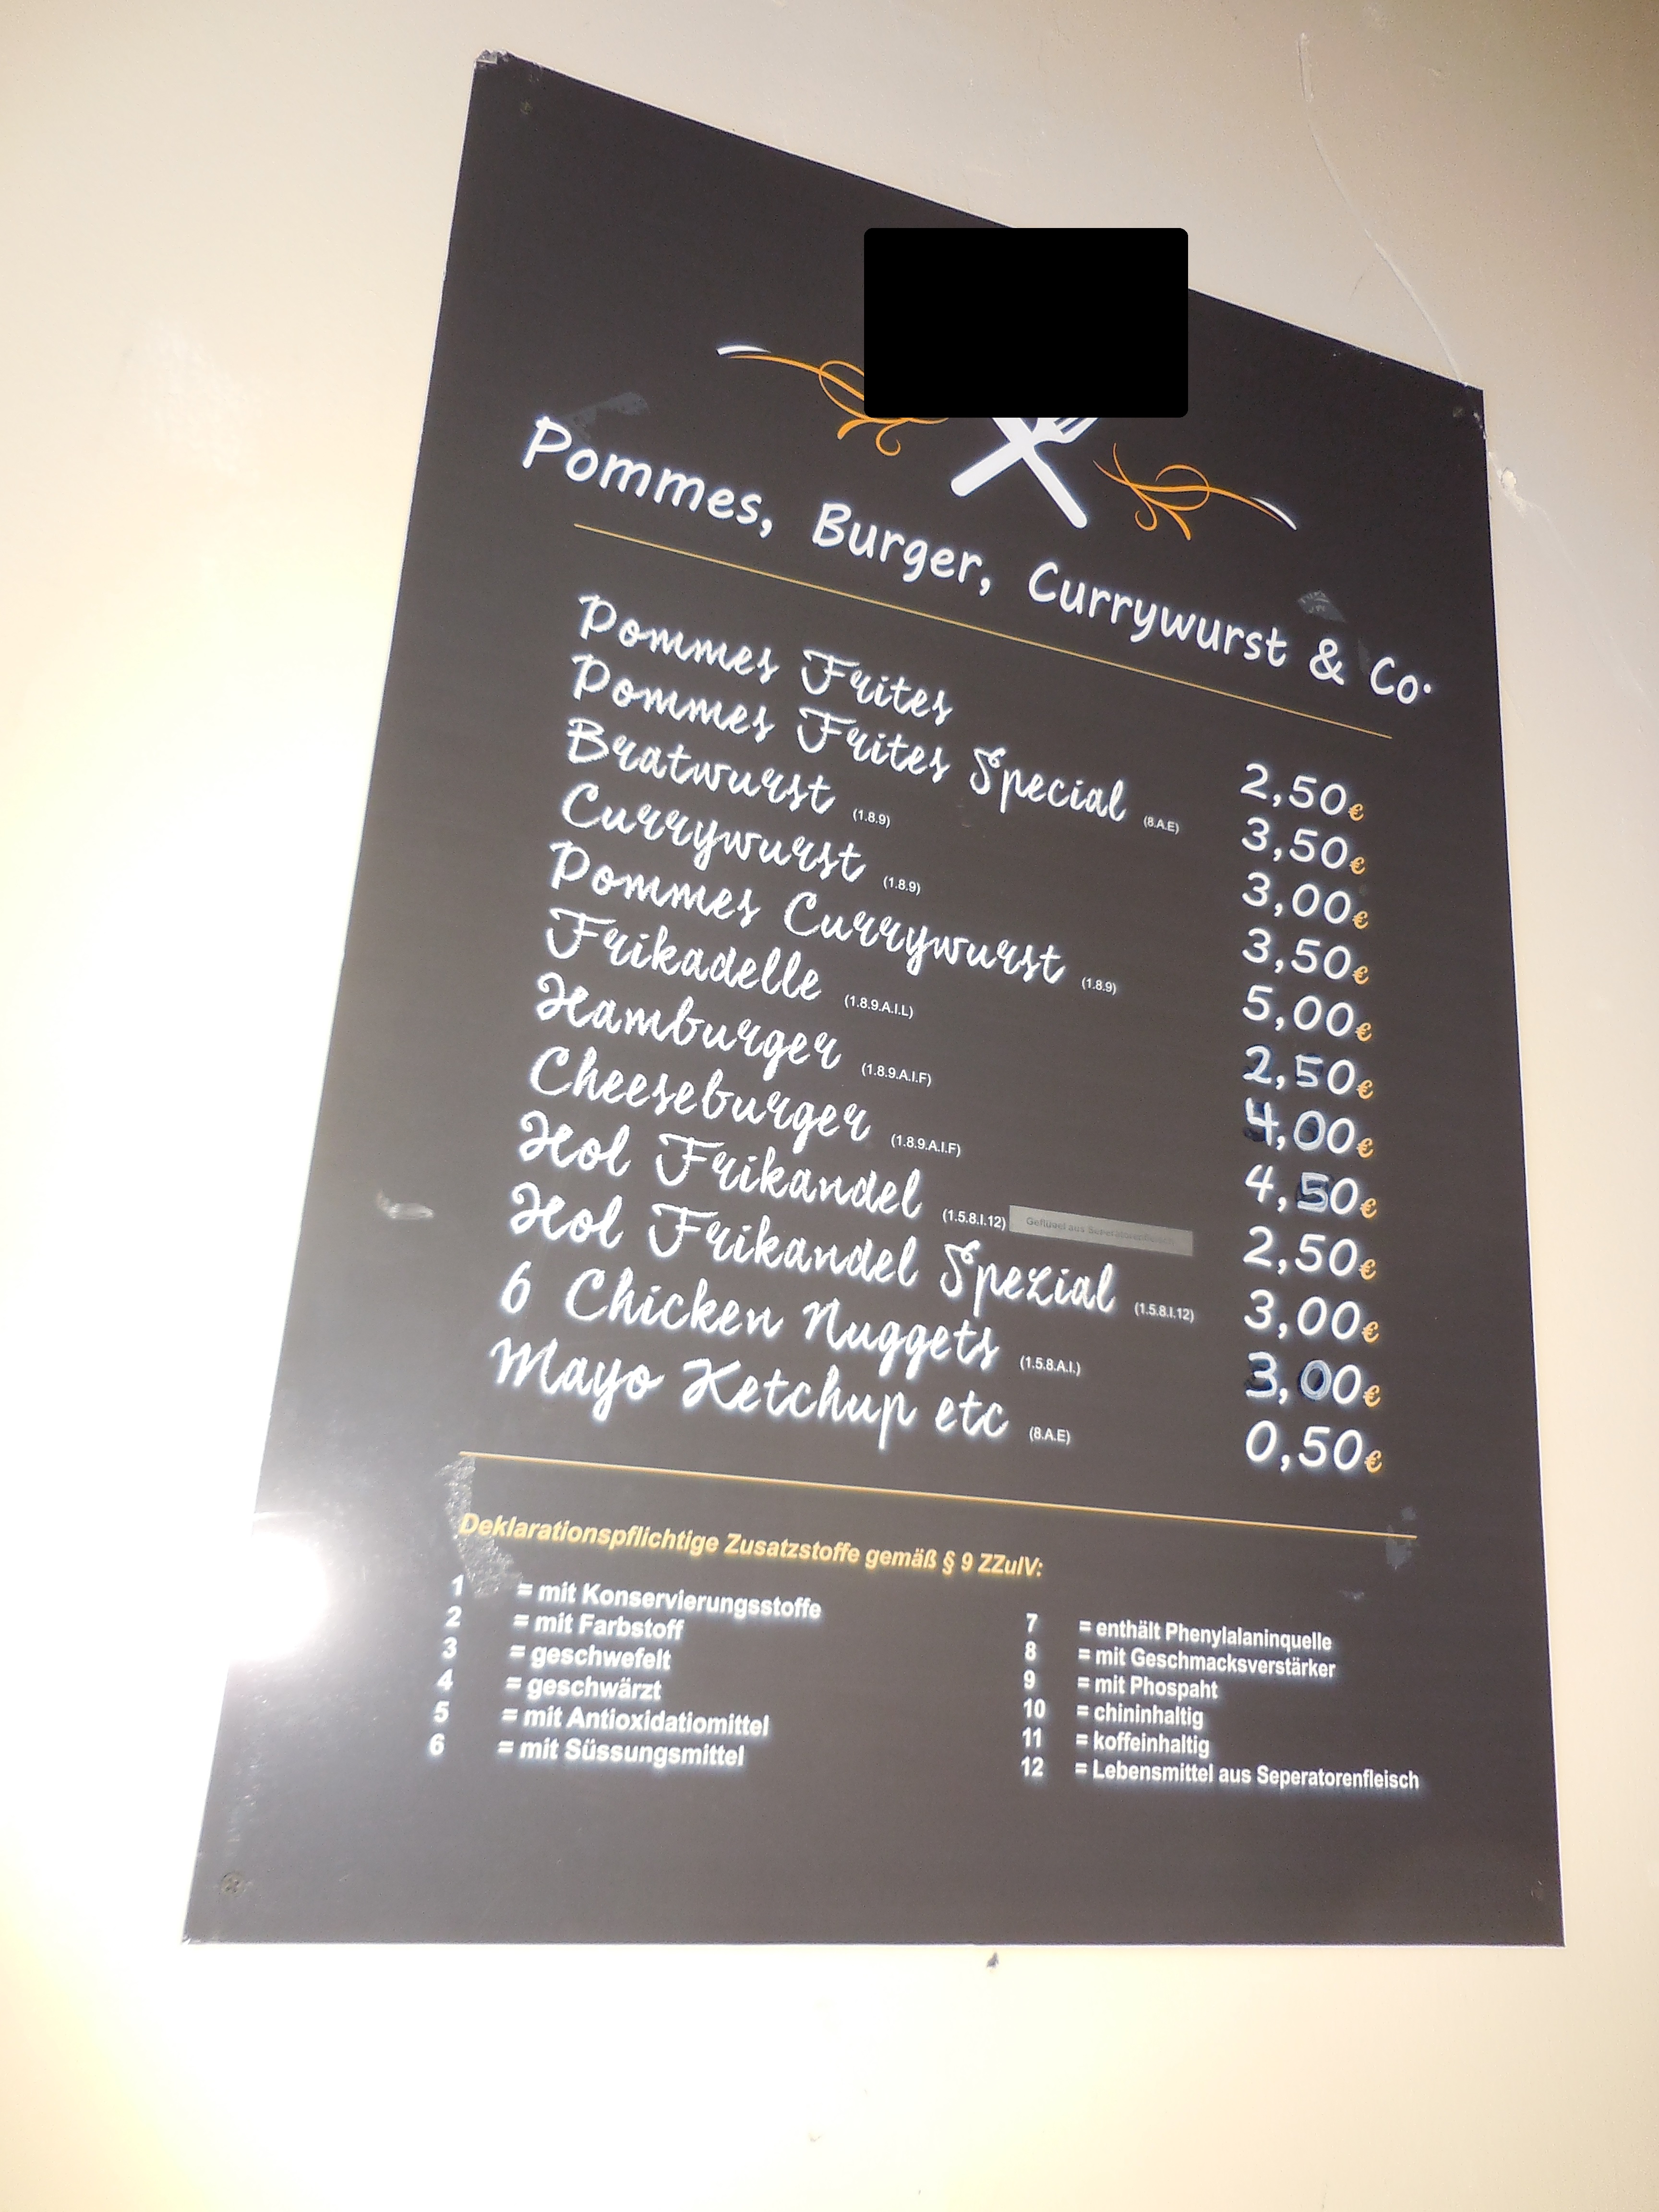 Pommes, Burger, Currywurst & Co.
Pommes Frites 2,50€
Pommes Frites Special (8.A.E) 3,50€
Bratwurst (1.8.9) 3,00€
Currywurst (1.8.9) 3,50€
Pommes Currywurst (1.8.9) 5,00€
Frikadelle (1.8.9.A.I.L) 2,50€
Hamburger (1.8.9.A.I.F) 4,00€
Cheeseburger (1.8.9.A.I.F) 4,50€
Hol Frikandel (1.5.8.I.12) Geflügel aus 2,50€
Hol Frikandel Spezial (1.5.8.I.12) 3,00€
6 Chicken Nuggets (1.5.8.A.I.) 3,00€
Mayo Ketchup etc (8.A.E) 0,50€
Deklarationspflichtige Zusatzstoffe gemäß § 9 ZZulV:
1 = mit Konservierungsstoffe
2 = mit Farbstoff
3 = geschwefelt
4 = geschwärzt
5 = mit Antioxidatiomittel
6 = mit Süssungsmittel
7 = enthält Phenylalaninquelle
8 = mit Geschmacksverstärker
9 = mit Phospaht
10 = chininhaltig
11 = koffeinhaltig
12 = Lebensmittel aus Seperatorenfleisch